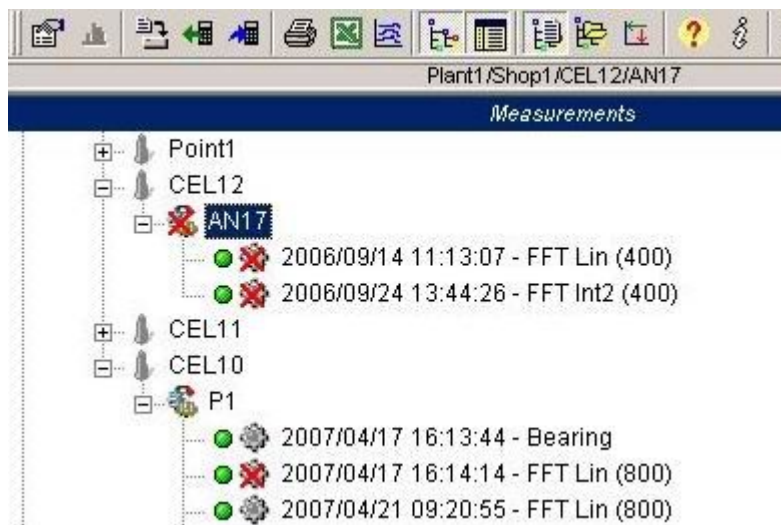 Plant1/Shop1/CEL12/AN17
Measurements
Point1
CEL12
AN17
2006/09/14 11:13:07 - FFT Lin (400)
2006/09/24 13:44:26 - FFT Int2 (400)
CEL11
CEL10
P1
2007/04/17 16:13:44 - Bearing
2007/04/17 16:14:14 - FFT Lin (800)
2007/04/21 09:20:55 - FFT Lin (800)